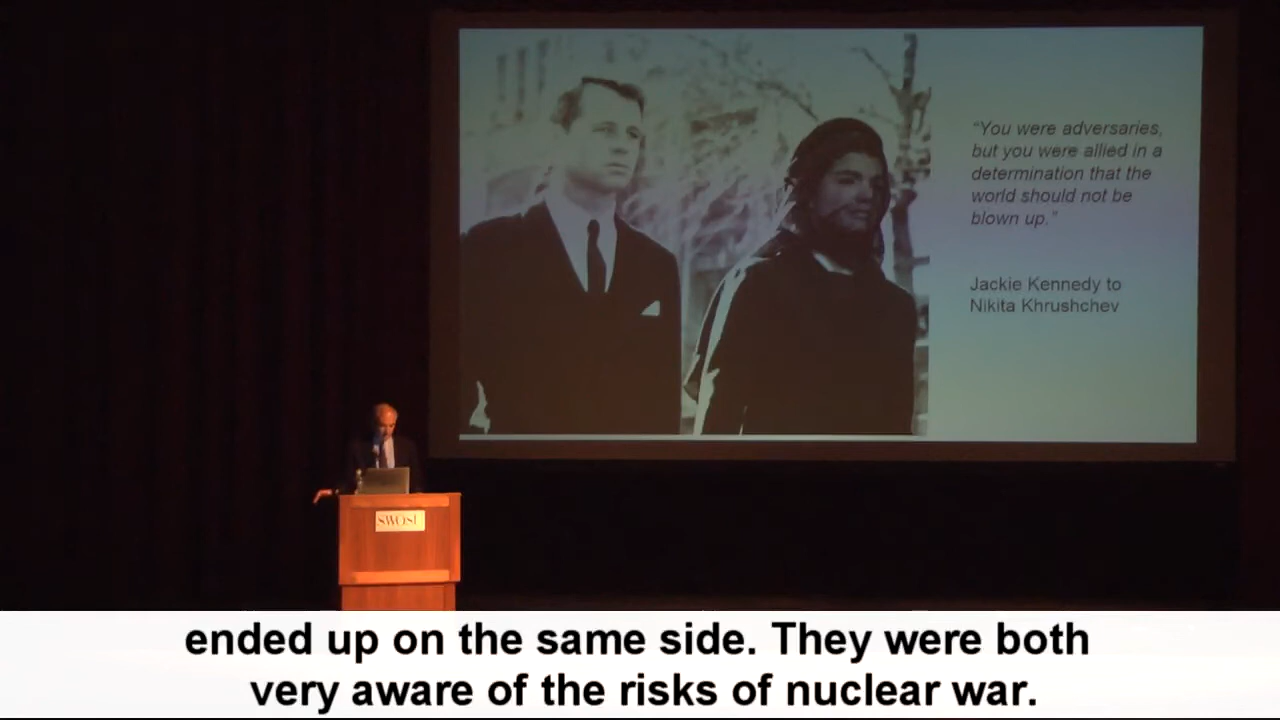 "You were adversaries,
but you were allied in a
determination that the
world should not be
blown up."
Jackie Kennedy to
Nikita Khrushchev
SWOSU
ended up on the same side. They were both
very aware of the risks of nuclear war.